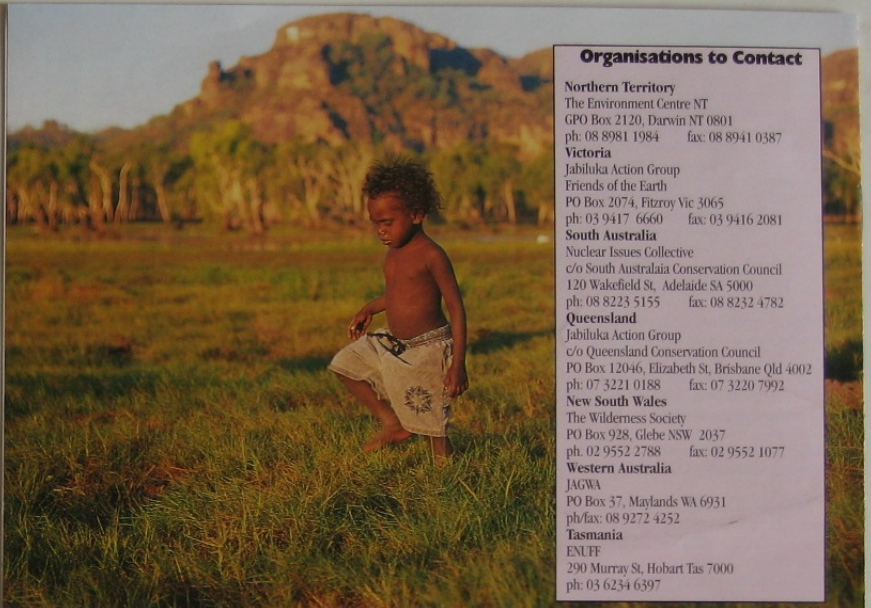 Organisations to Contact
Northern Territory
The Environment Centre NT
GPO Box 2120, Darwin NT 0801
ph: 08 8981 1984 fax: 08 8941 0387
Victoria
Jabiluka Action Group
Friends of the Earth
PO Box 2074, Fitzroy Vic 3065
ph: 03 9417 6660 fax: 03 9416 2081
South Australia
Nuclear Issues Collective
c/o South Australaia Conservation Council
120 Wakefield St, Adelaide SA 5000
ph: 08 8223 5155 fax: 08 8232 4782
Queensland
Jabiluka Action Group
c/o Queensland Conservation Council
PO Box 12046, Elizabeth St, Brisbane Qld 4002
ph: 07 3221 0188 fax: 07 3220 7992
New South Wales
The Wilderness Society
PO Box 928, Glebe NSW 2037
ph. 02 9552 2788 fax: 02 9552 1077
Western Australia
JAGWA
PO Box 37, Maylands WA 6931
ph/fax: 08 9272 4252
Tasmania
ENUFF
290 Murray St, Hobart Tas 7000
ph: 03 6234 6397